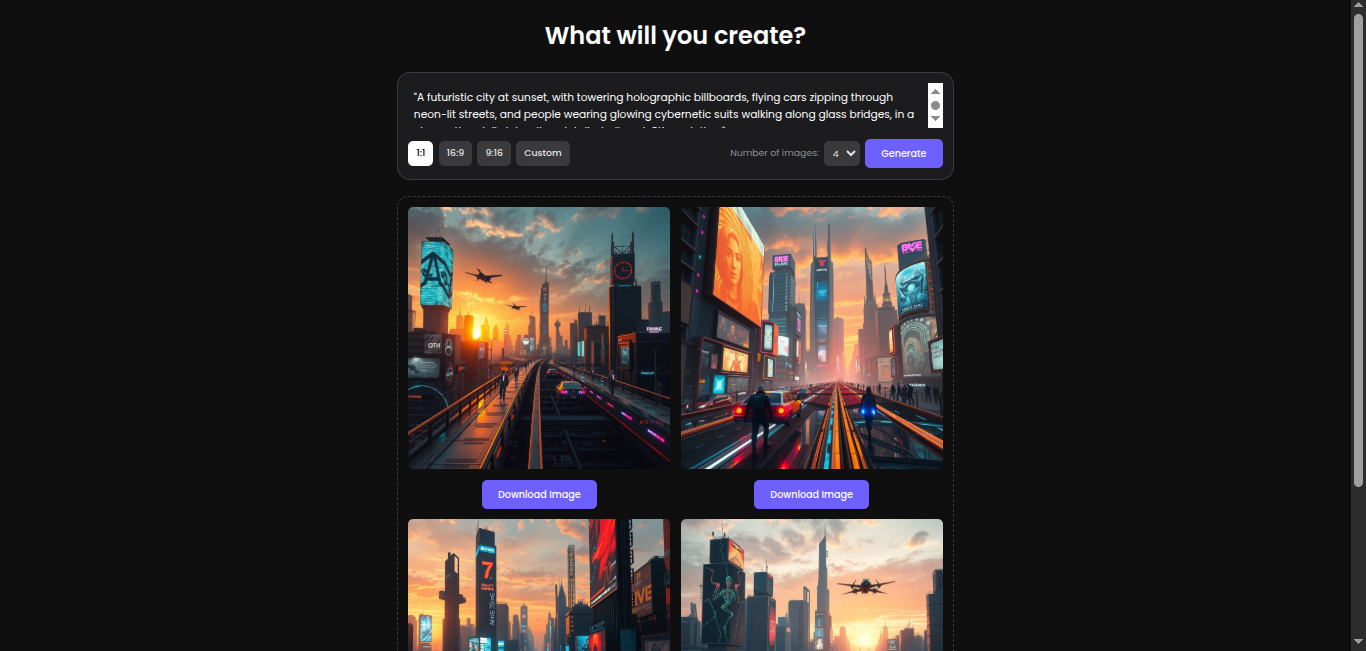 What will you create?
"A futuristic city at sunset, with towering holographic billboards, flying cars zipping through
neon-lit streets, and people wearing glowing cybernetic suits walking along glass bridges, in a
1:1
16:9
9:16
Custom
Number of images:
4
Generate
OTH
FANKE
BVE
Download Image
Download Image
7